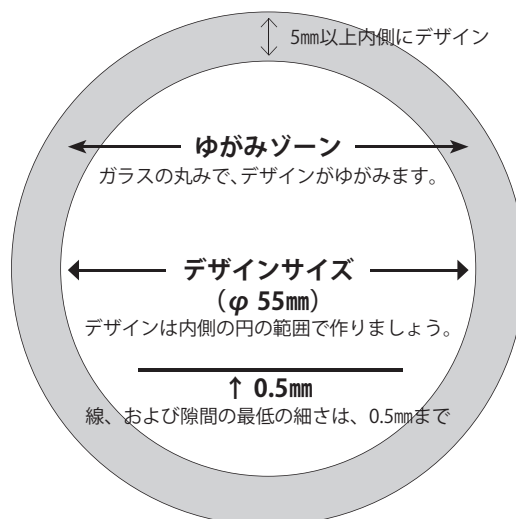 5㎜以上内側にデザイン
ゆがみゾーン
ガラスの丸みで、デザインがゆがみます。
デザインサイズ
(φ 55㎜)
デザインは内側の円の範囲で作りましょう。
↑ 0.5㎜
線、および隙間の最低の細さは、0.5㎜まで